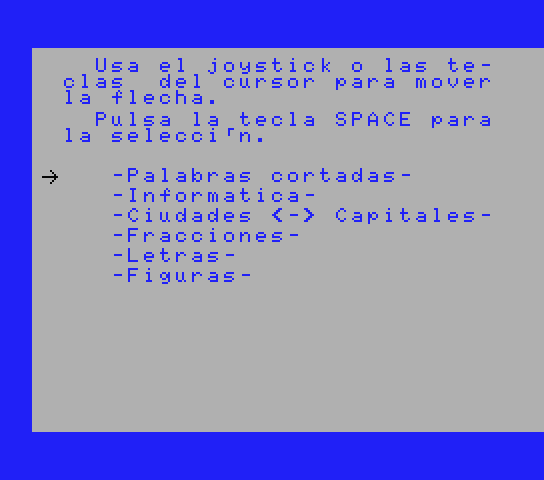 Usa el joystick o las te-
clas  del cursor para mover
la flecha.
Pulsa la tecla SPACE para
la selecci┌n.
-Palabras cortadas-
-Informatica-
-Ciudades <-> Capitales-
-Fracciones-
-Letras-
-Figuras-